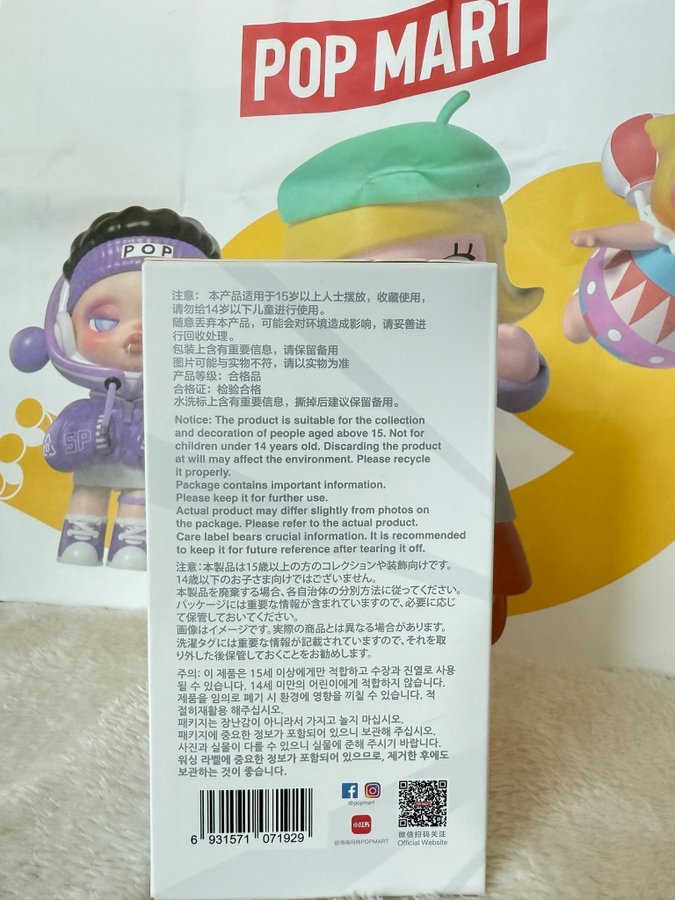 POP MART
POP
SP
注意： 本产品适用于15岁以上人士摆放，收藏使用，
请勿给14岁以下儿童进行使用。
随意丢弃本产品，可能会对环境造成影响，请妥善进
行回收处理。
包装上含有重要信息，请保留备用
图片可能与实物不符，请以实物为准
产品等级：合格品
合格证：检验合格
水洗标上含有重要信息，撕掉后建议保留备用。
Notice: The product is suitable for the collection
and decoration of people aged above 15. Not for
children under 14 years old. Discarding the product
at will may affect the environment. Please recycle
it properly.
Package contains important information.
Please keep it for further use.
Actual product may differ slightly from photos on
the package. Please refer to the actual product.
Care label bears crucial information. It is recommended
to keep it for future reference after tearing it off.
注意：本製品は15歳以上の方のコレクションや装飾向けです。
14歳以下のお子さま向けではございません。
本製品を廃棄する場合、各自治体の分別方法に従ってください。
パッケージには重要な情報が含まれていますので、必要に応じ
て保管しておいてください。
画像はイメージです。実際の商品とは異なる場合があります。
洗濯タグには重要な情報が記載されていますので、それを取
り外した後保管しておくことをお勧めします。
주의: 이 제품은 15세 이상에게만 적합하고 수장과 진열로 사용
될 수 있습니다. 14세 미만의 어린이에게 적합하지 않습니다.
제품을 임의로 폐기 시 환경에 영향을 끼칠 수 있습니다. 적
절히재활용 해주십시오.
패키지는 장난감이 아니라서 가지고 놀지 마십시오.
패키지에 중요한 정보가 포함되어 있으니 보관해 주십시오.
사진과 실물이 다를 수 있으니 실물에 준해 주시기 바랍니다.
워싱 라벨에 중요한 정보가 포함되어 있으므로, 제거한 후에도
보관하는 것이 좋습니다.
6 931571 071929
@popmart
小红书
@泡泡玛特POPMART
微信扫码关注
Official Website